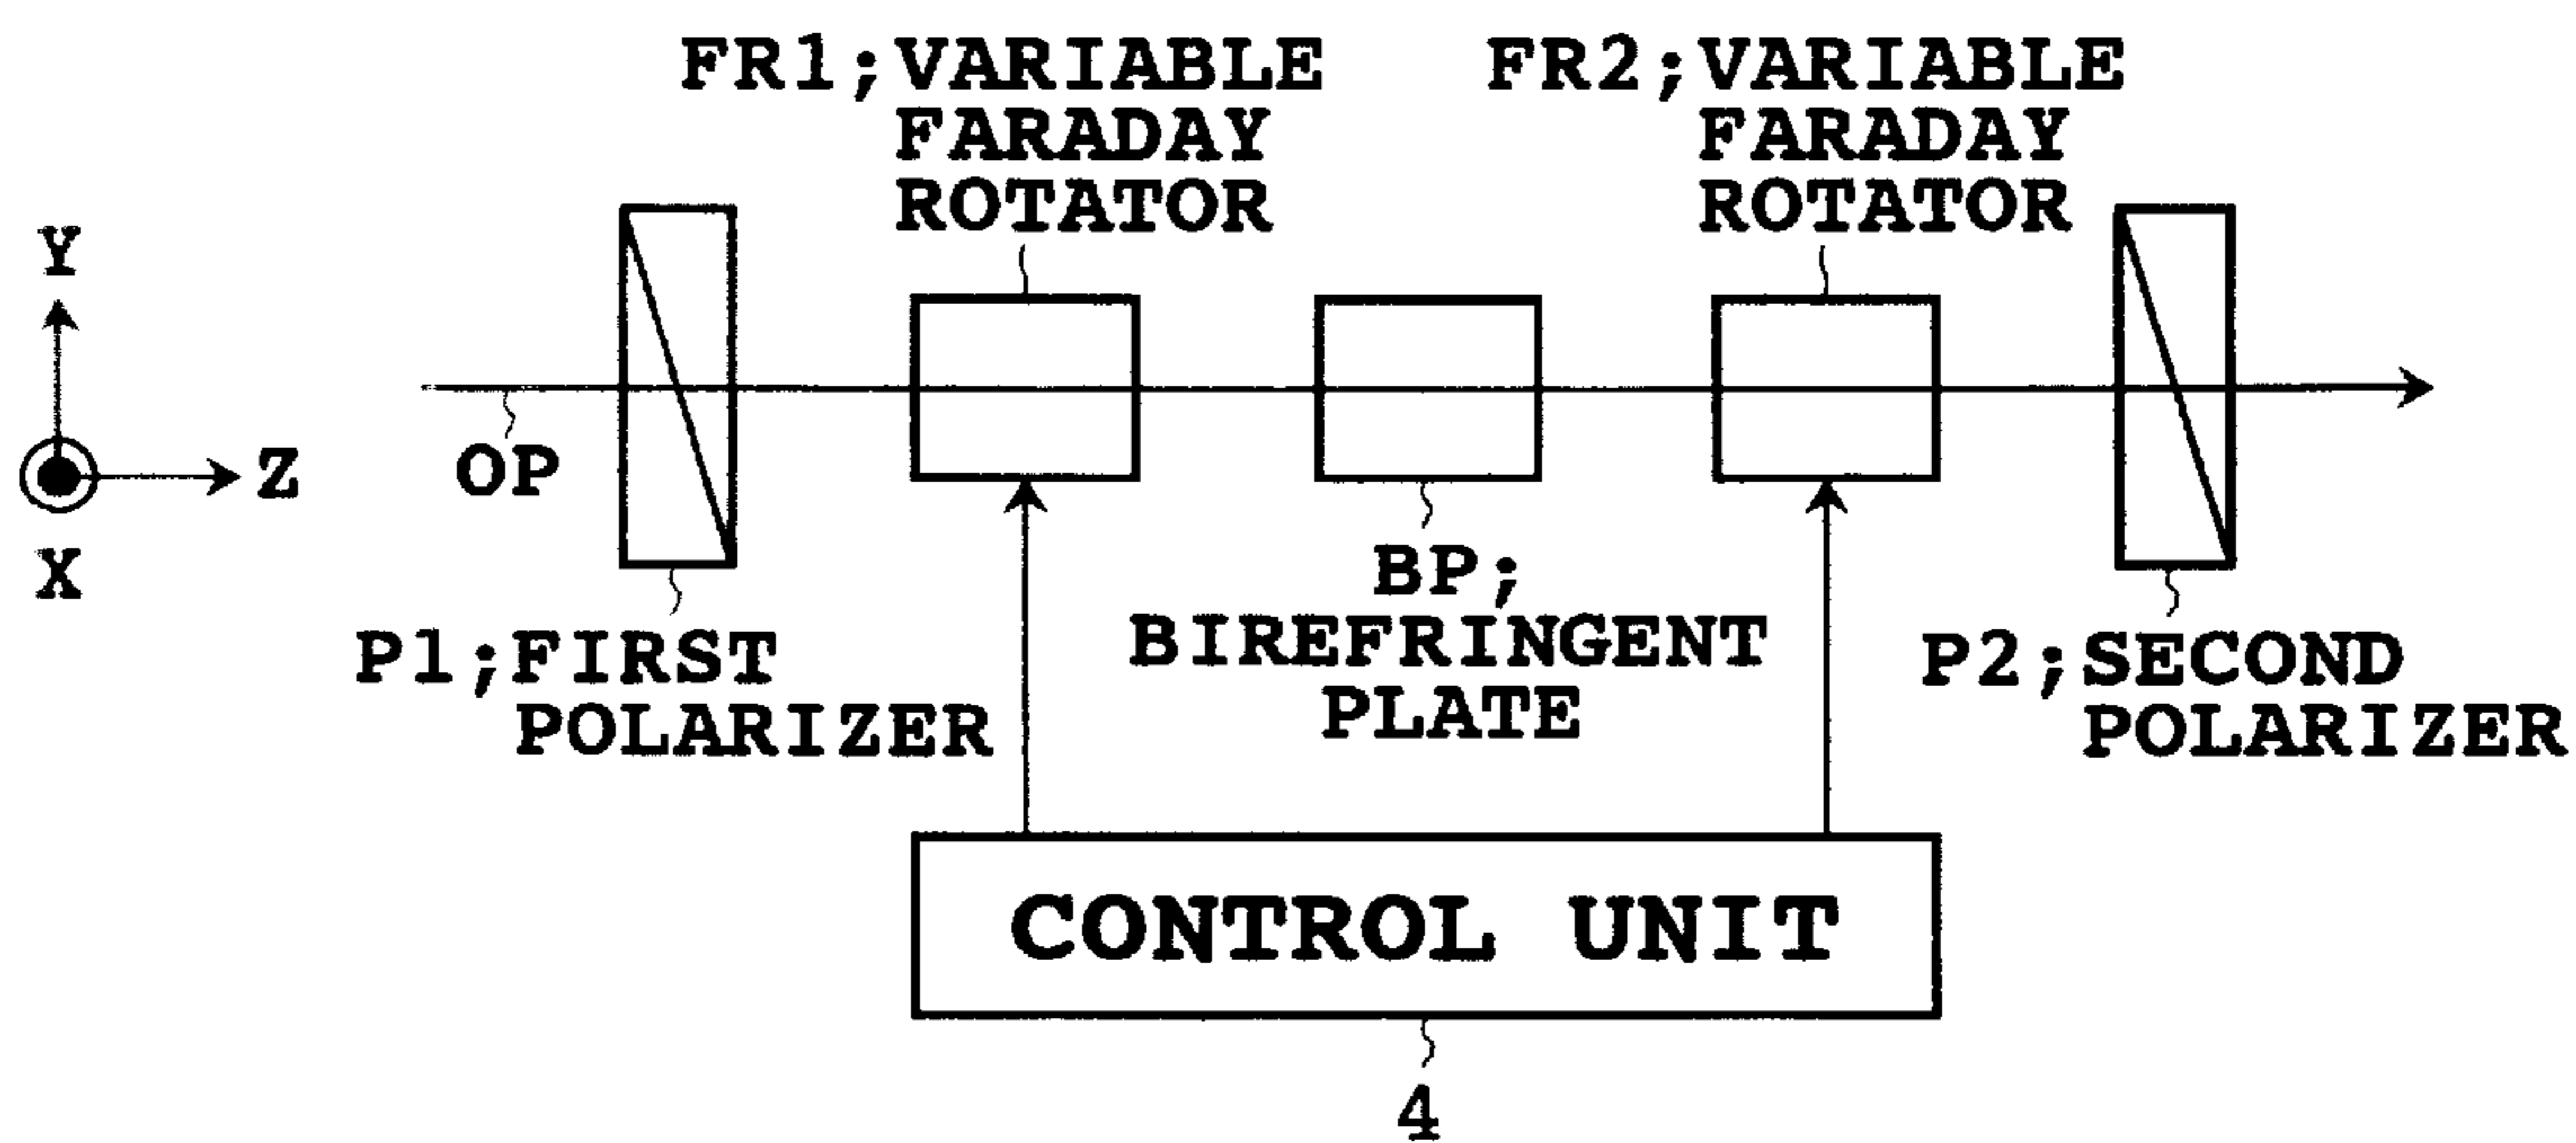 FR1;VARIABLE
FARADAY
ROTATOR
FR2;VARIABLE
FARADAY
ROTATOR
Y
Z
X
OP
P1;FIRST
POLARIZER
BP;
BIREFRINGENT
PLATE
P2;SECOND
POLARIZER
CONTROL UNIT
4